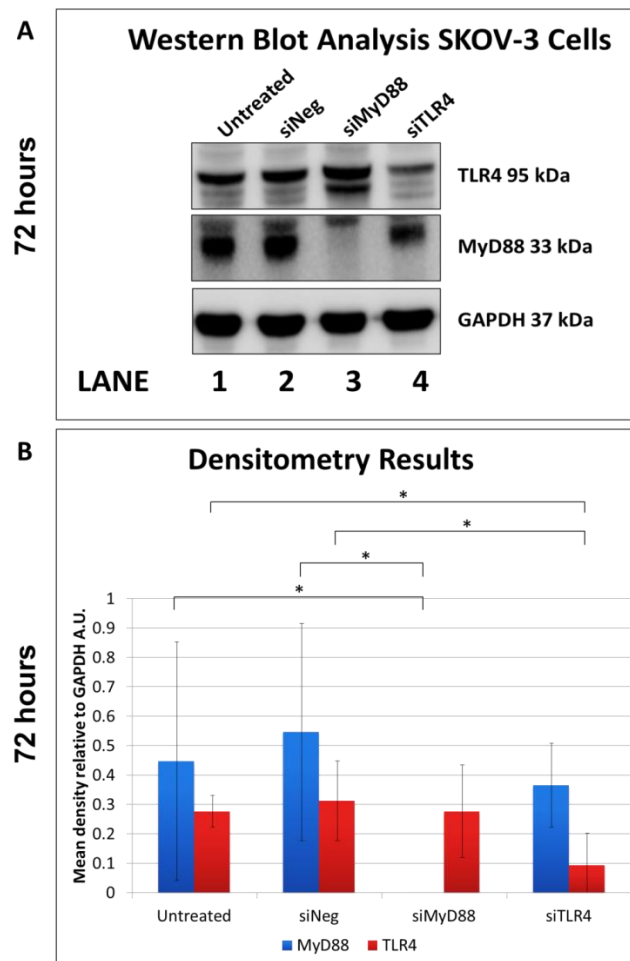 A
Western Blot Analysis SKOV-3 Cells
72 hours
Untreated
siNeg
siMyD88
siTLR4
TLR4 95 kDa
MyD88 33 kDa
GAPDH 37 kDa
LANE 1 2 3 4
B
Densitometry Results
72 hours
*
*
*
*
Mean density relative to GAPDH A.U.
1
0.9
0.8
0.7
0.6
0.5
0.4
0.3
0.2
0.1
0
Untreated siNeg siMyD88 siTLR4
MyD88 TLR4